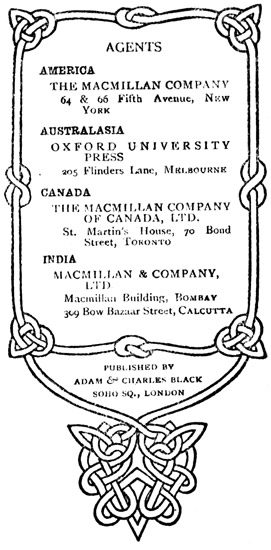 AGENTS
AMERICA
THE MACMILLAN COMPANY
64 & 66 Fifth Avenue, NEW
YORK
AUSTRALASIA
OXFORD UNIVERSITY
PRESS
205 Flinders Lane, MELBOURNE
CANADA
THE MACMILLAN COMPANY
OF CANADA, LTD.
St. Martin's House, 70 Bond
Street, TORONTO
INDIA
MACMILLAN & COMPANY,
LTD
Macmillan Building, BOMBAY
309 Bow Bazaar Street, CALCUTTA
PUBLISHED BY
ADAM & CHARLES BLACK
SOHO SQ., LONDON